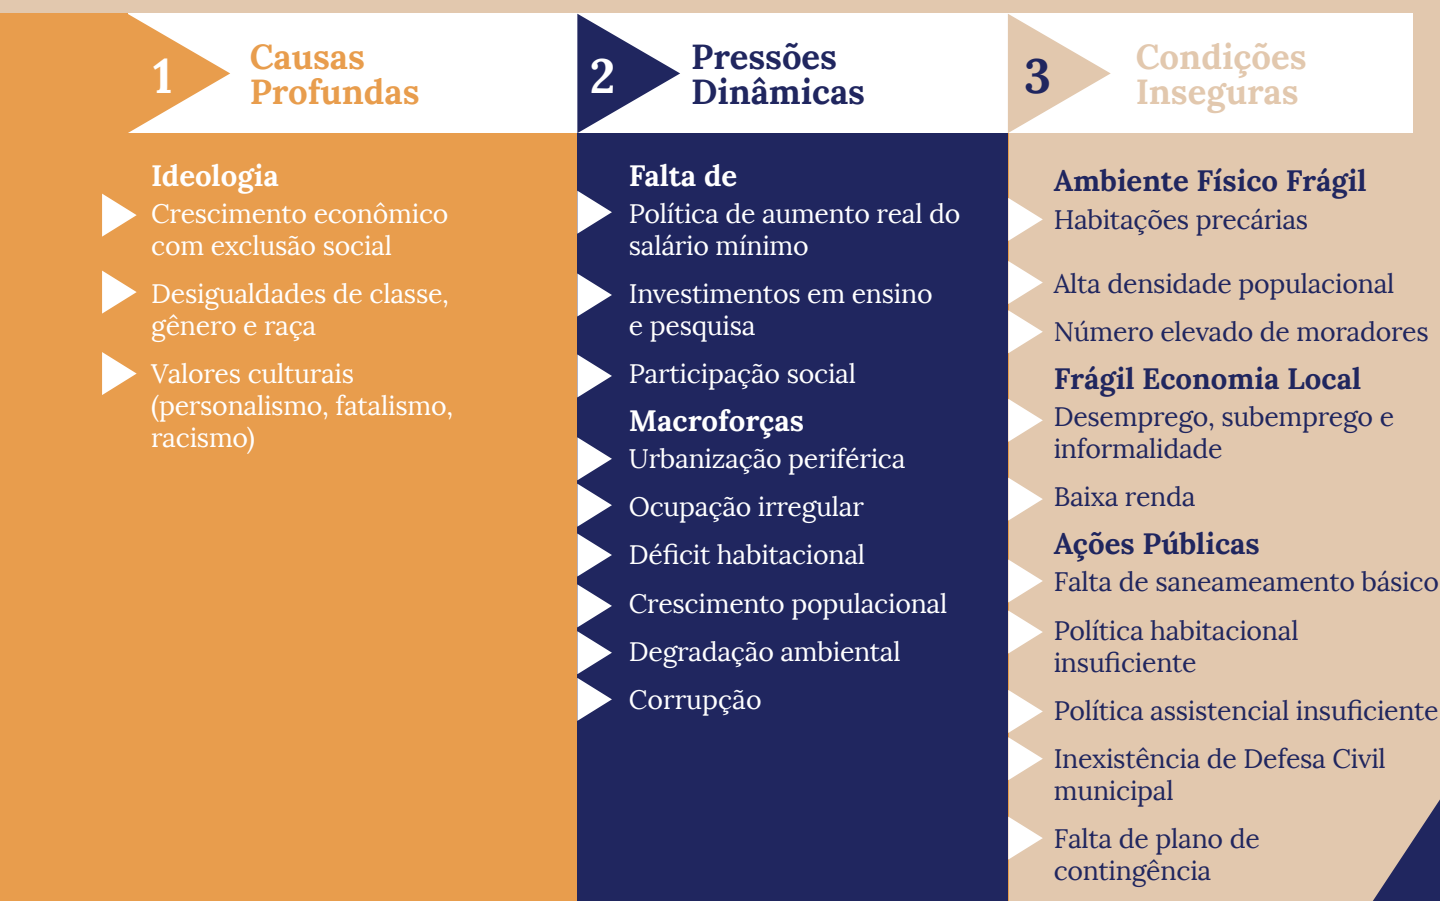 1
Causas
Profundas
Ideologia
Crescimento econômico
com exclusão social
Desigualdades de classe,
gênero e raça
Valores culturais
(personalismo, fatalismo,
racismo)
2
Pressões
Dinâmicas
Falta de
Política de aumento real do
salário mínimo
Investimentos em ensino
e pesquisa
Participação social
Macroforças
Urbanização periférica
Ocupação irregular
Déficit habitacional
Crescimento populacional
Degradação ambiental
Corrupção
3
Condições
Inseguras
Ambiente Físico Frágil
Habitações precárias
Alta densidade populacional
Número elevado de moradores
Frágil Economia Local
Desemprego, subemprego e
informalidade
Baixa renda
Ações Públicas
Falta de saneameamento básico
Política habitacional
insuficiente
Política assistencial insuficiente
Inexistência de Defesa Civil
municipal
Falta de plano de
contingência